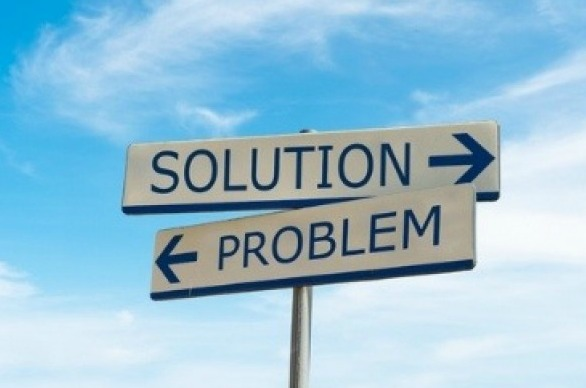 SOLUTION →
← PROBLEM